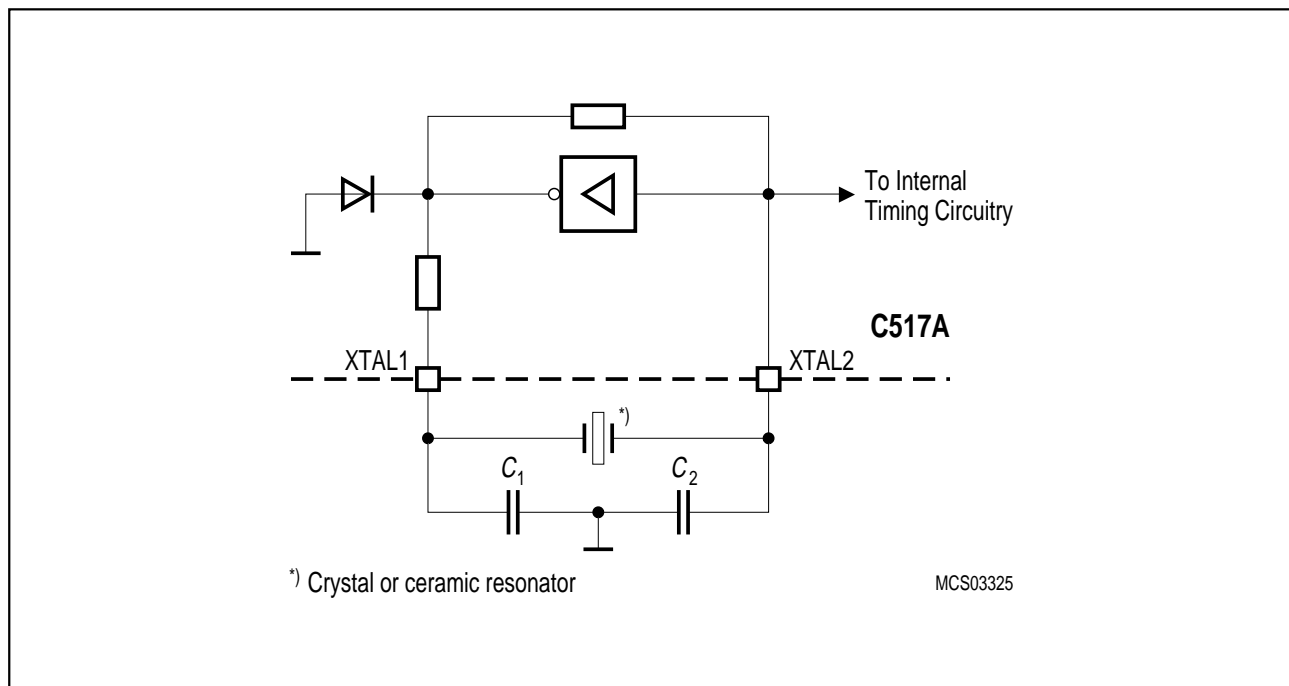 To Internal
Timing Circuitry
C517A
XTAL1
XTAL2
*)
C1
C2
*) Crystal or ceramic resonator
MCS03325